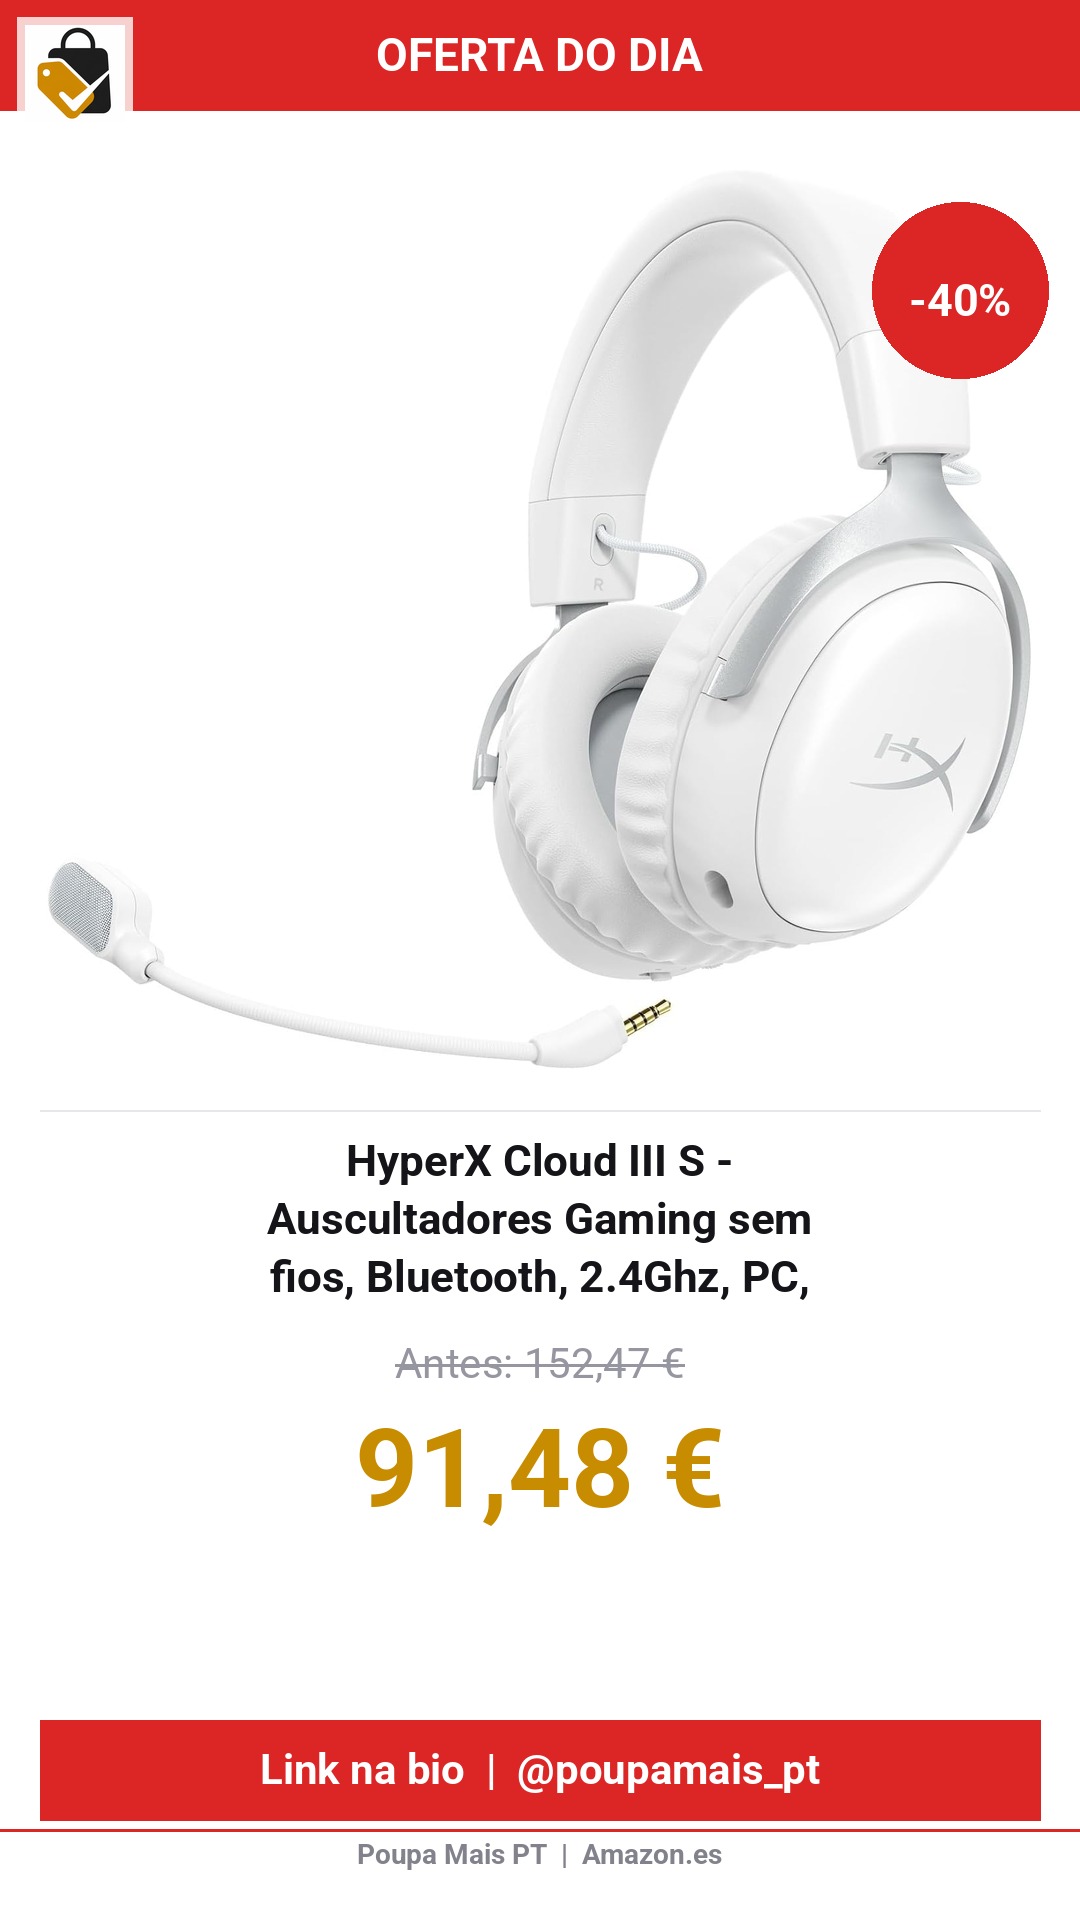 OFERTA DO DIA
-40%
R
HX
HyperX Cloud III S -
Auscultadores Gaming sem
fios, Bluetooth, 2.4Ghz, PC,
Antes: 152,47 €
91,48 €
Link na bio | @poupamais_pt
Poupa Mais PT | Amazon.es